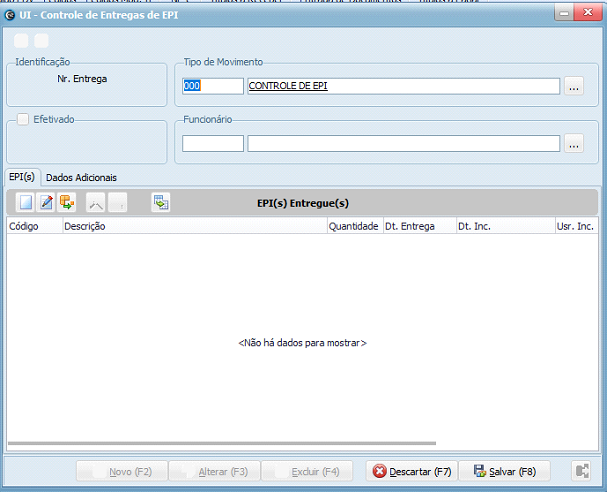 UI - Controle de Entregas de EPI
Identificação
Nr. Entrega
Tipo de Movimento
000
CONTROLE DE EPI
...
Efetivado
Funcionário
...
EPI(s)
Dados Adicionais
EPI(s) Entregue(s)
Código Descrição Quantidade Dt. Entrega Dt. Inc. Usr. Inc.
<Não há dados para mostrar>
Novo (F2) Alterar (F3) Excluir (F4) Descartar (F7) Salvar (F8)